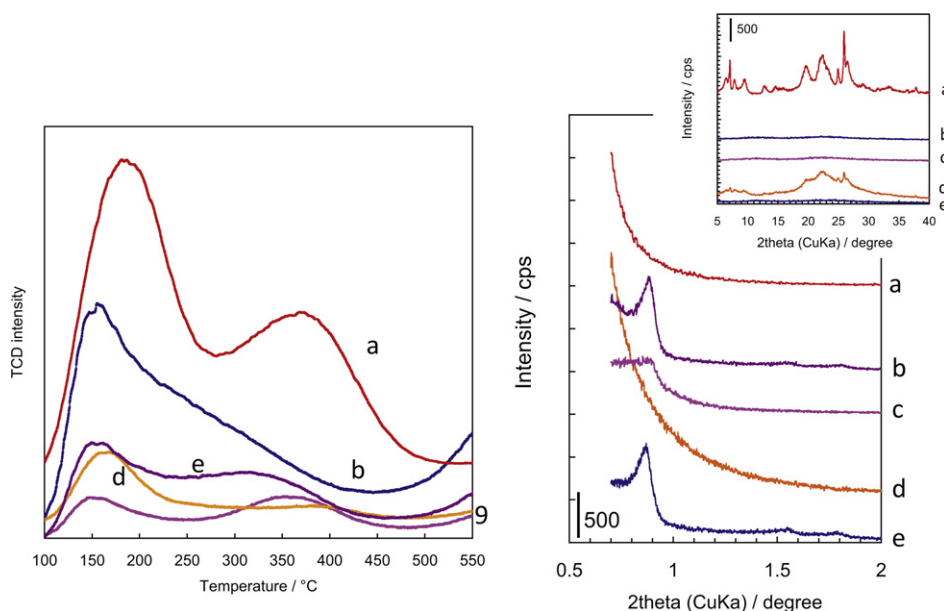 TCD intensity
a
b
e
d
9
100 150 200 250 300 350 400 450 500 550
Temperature / °C
500
Intensity / cps
a
b
c
d
e
5 10 15 20 25 30 35 40
2theta (CuKa) / degree
Intensity / cps
a
b
c
d
e
500
0.5 1 1.5 2
2theta (CuKa) / degree